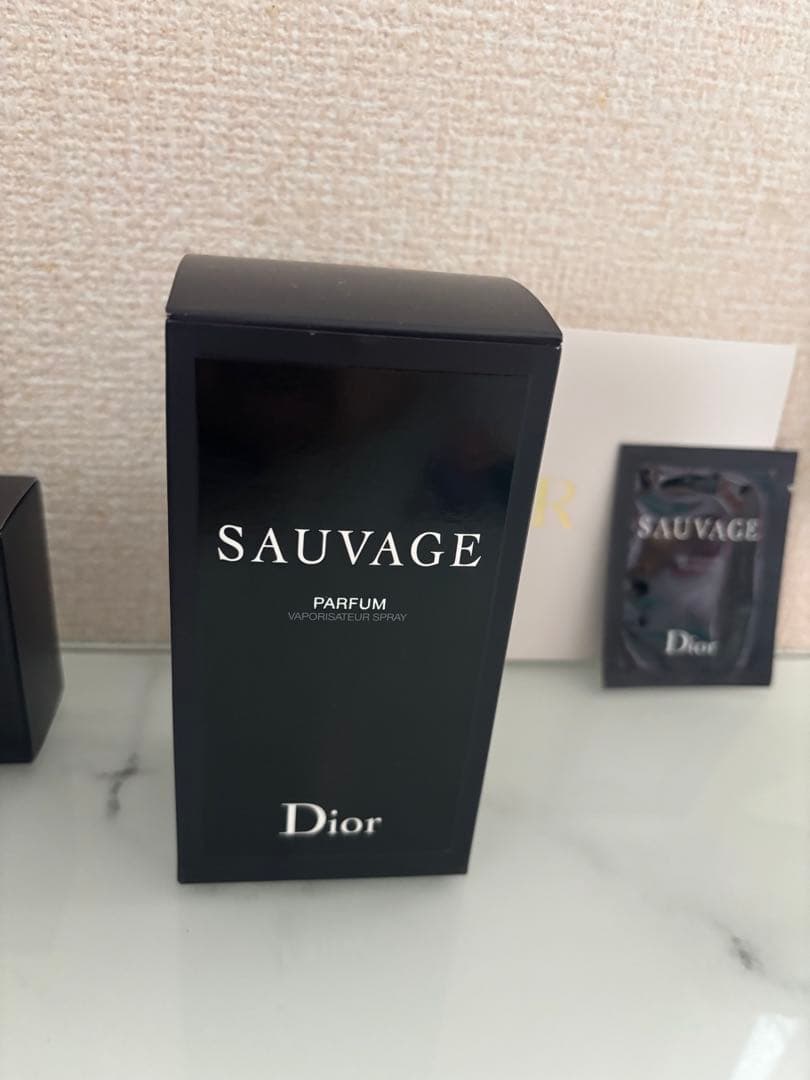 SAUVAGE
PARFUM
VAPORISATEUR SPRAY
Dior
R
SAUVAGE
Dior